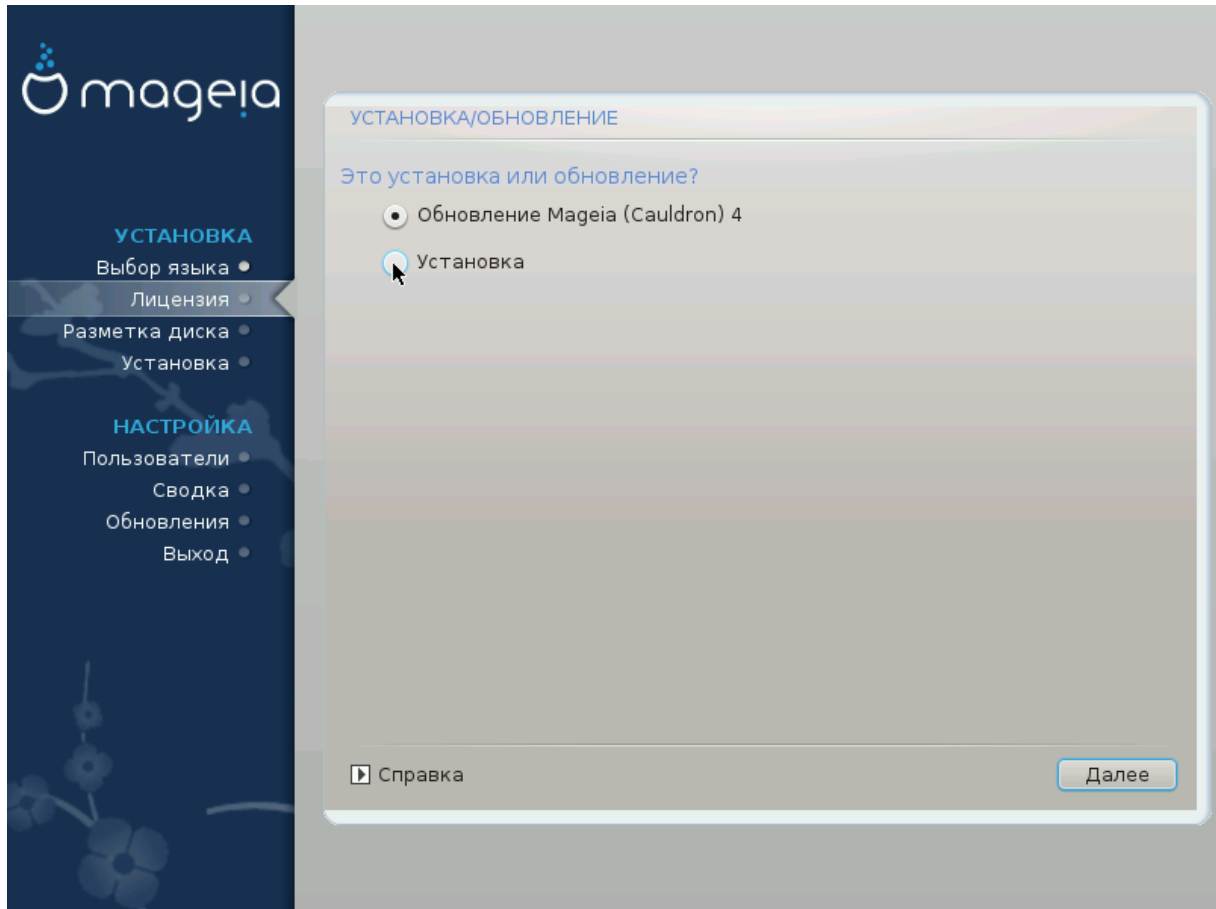 mageia
УСТАНОВКА
Выбор языка
Лицензия
Разметка диска
Установка
НАСТРОЙКА
Пользователи
Сводка
Обновления
Выход
УСТАНОВКА/ОБНОВЛЕНИЕ
Это установка или обновление?
Обновление Mageia (Cauldron) 4
Установка
Справка
Далее